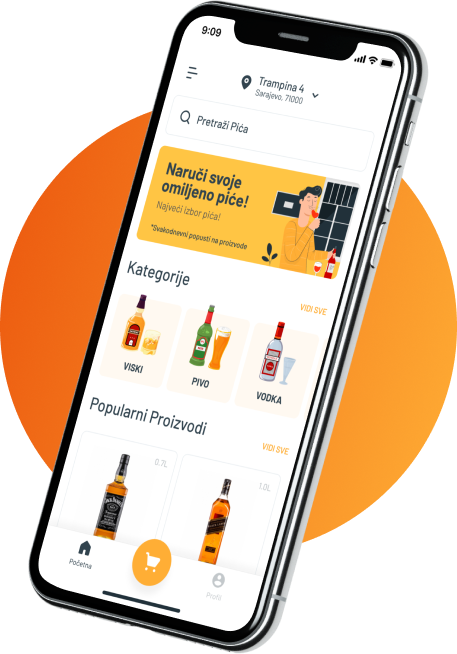 9:09
Trampina 4
Sarajevo, 71000
Pretraži Pića
Naruči svoje
omiljeno piće!
Najveći izbor pića!
*Svakodnevni popusti na proizvode
Kategorije
VIDI SVE
VISKI
PIVO
VODKA
Popularni Proizvodi
VIDI SVE
0.7L
1.0L
Početna
Profil